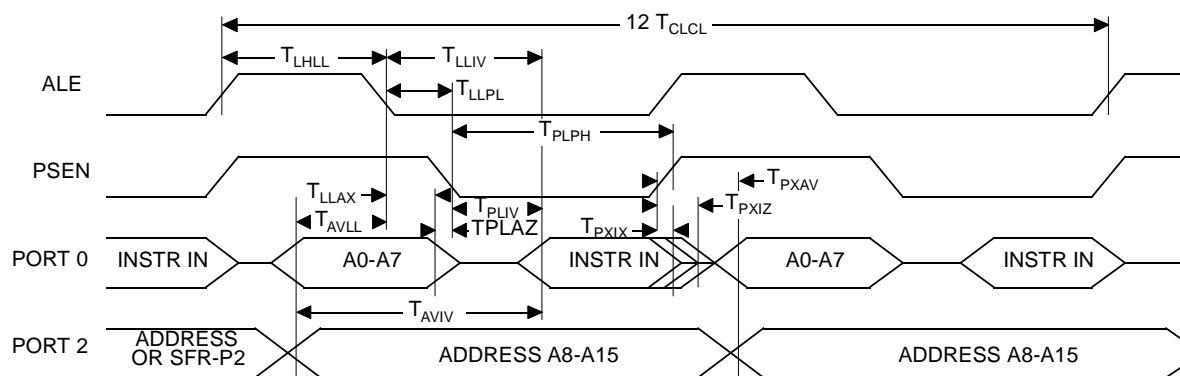 12 TCLCL
TLHLL
TLLIV
ALE
TLLPL
TPLPH
PSEN
TPXAV
TLLAX
TPLIV
TPXIZ
TAVLL
TPLAZ
TPXIX
PORT 0
INSTR IN
A0-A7
INSTR IN
A0-A7
INSTR IN
TAVIV
PORT 2
ADDRESS
OR SFR-P2
ADDRESS A8-A15
ADDRESS A8-A15